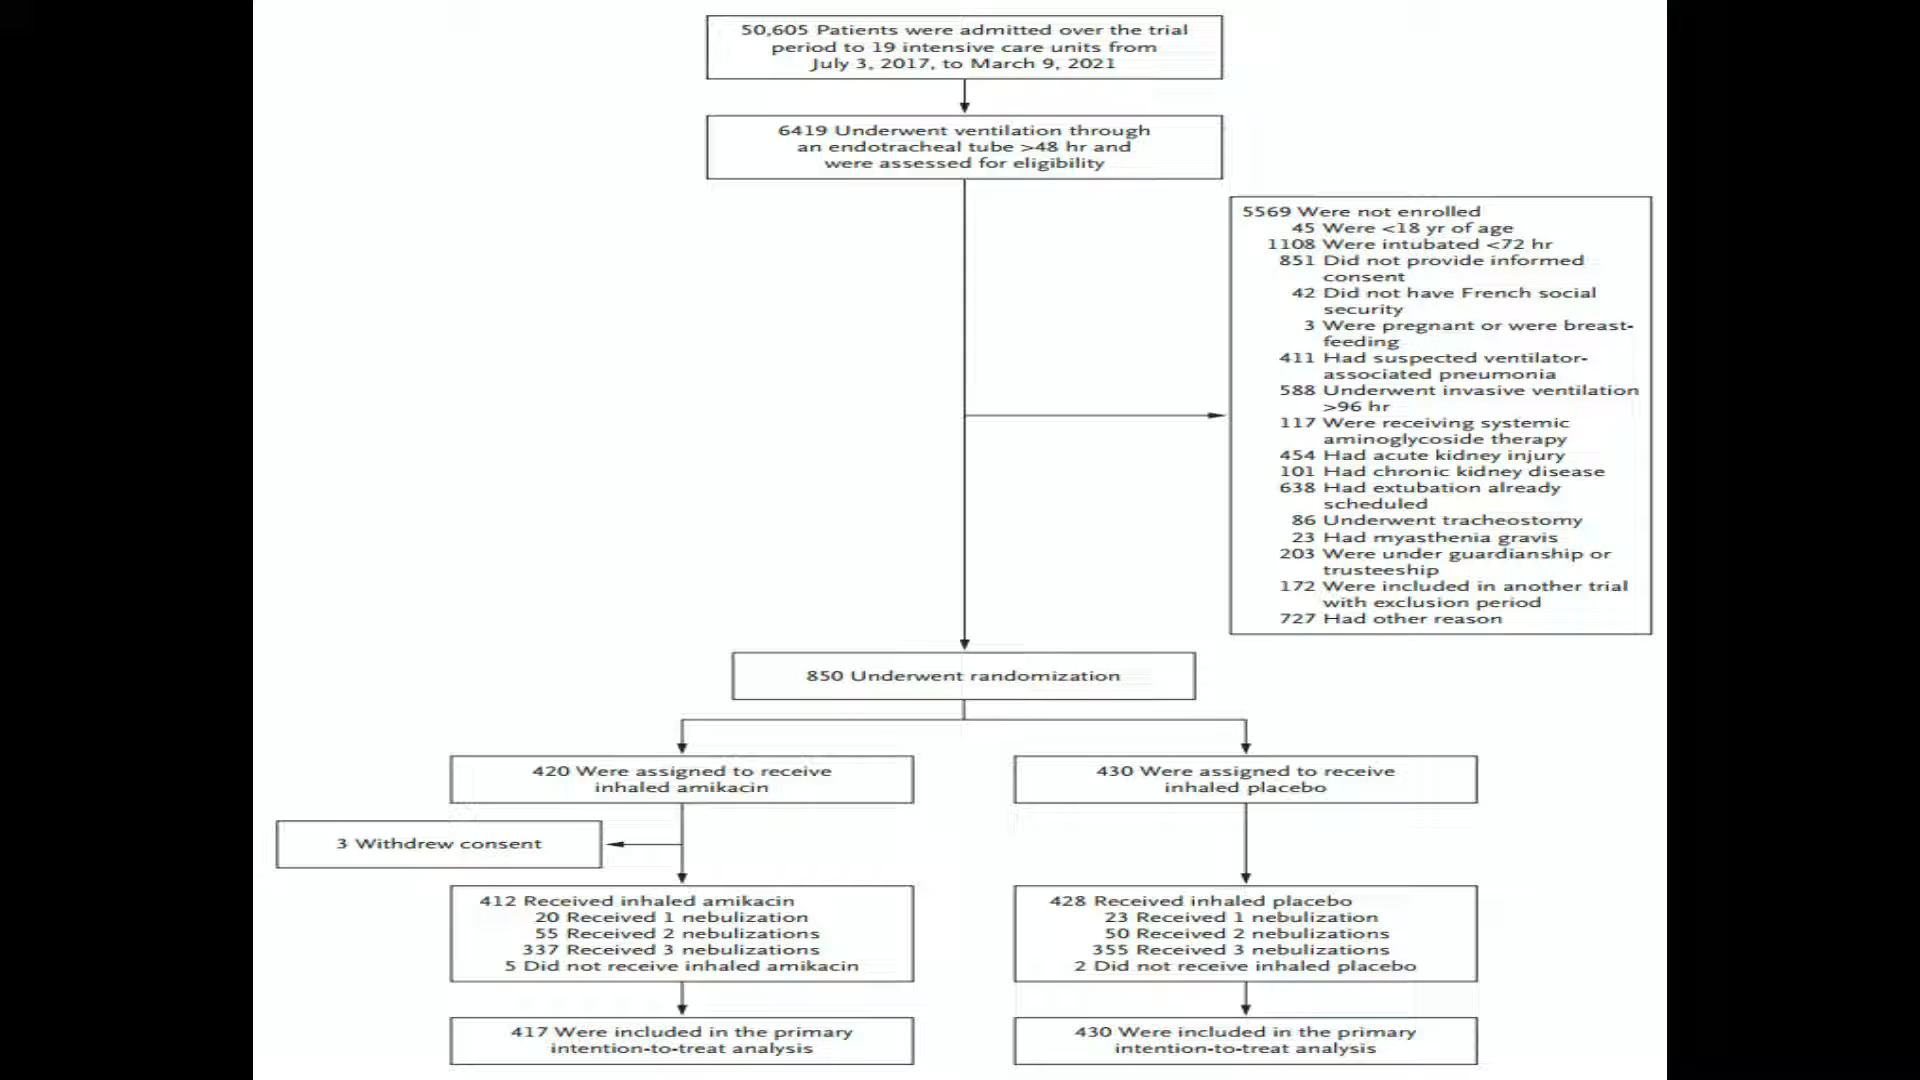 50,605 Patients were admitted over the trial
period to 19 intensive care units from
July 3, 2017, to March 9, 2021
6419 Underwent ventilation through
an endotracheal tube >48 hr and
were assessed for eligibility
5569 Were not enrolled
45 Were <18 yr of age
1108 Were intubated <72 hr
851 Did not provide informed
consent
42 Did not have French social
security
3 Were pregnant or were breast-
feeding
411 Had suspected ventilator-
associated pneumonia
588 Underwent invasive ventilation
>96 hr
117 Were receiving systemic
aminoglycoside therapy
454 Had acute kidney injury
101 Had chronic kidney disease
638 Had extubation already
scheduled
86 Underwent tracheostomy
23 Had myasthenia gravis
203 Were under guardianship or
trusteeship
172 Were included in another trial
with exclusion period
727 Had other reason
850 Underwent randomization
420 Were assigned to receive
inhaled amikacin
430 Were assigned to receive
inhaled placebo
3 Withdrew consent
412 Received inhaled amikacin
20 Received 1 nebulization
55 Received 2 nebulizations
337 Received 3 nebulizations
5 Did not receive inhaled amikacin
428 Received inhaled placebo
23 Received 1 nebulization
50 Received 2 nebulizations
355 Received 3 nebulizations
2 Did not receive inhaled placebo
417 Were included in the primary
intention-to-treat analysis
430 Were included in the primary
intention-to-treat analysis